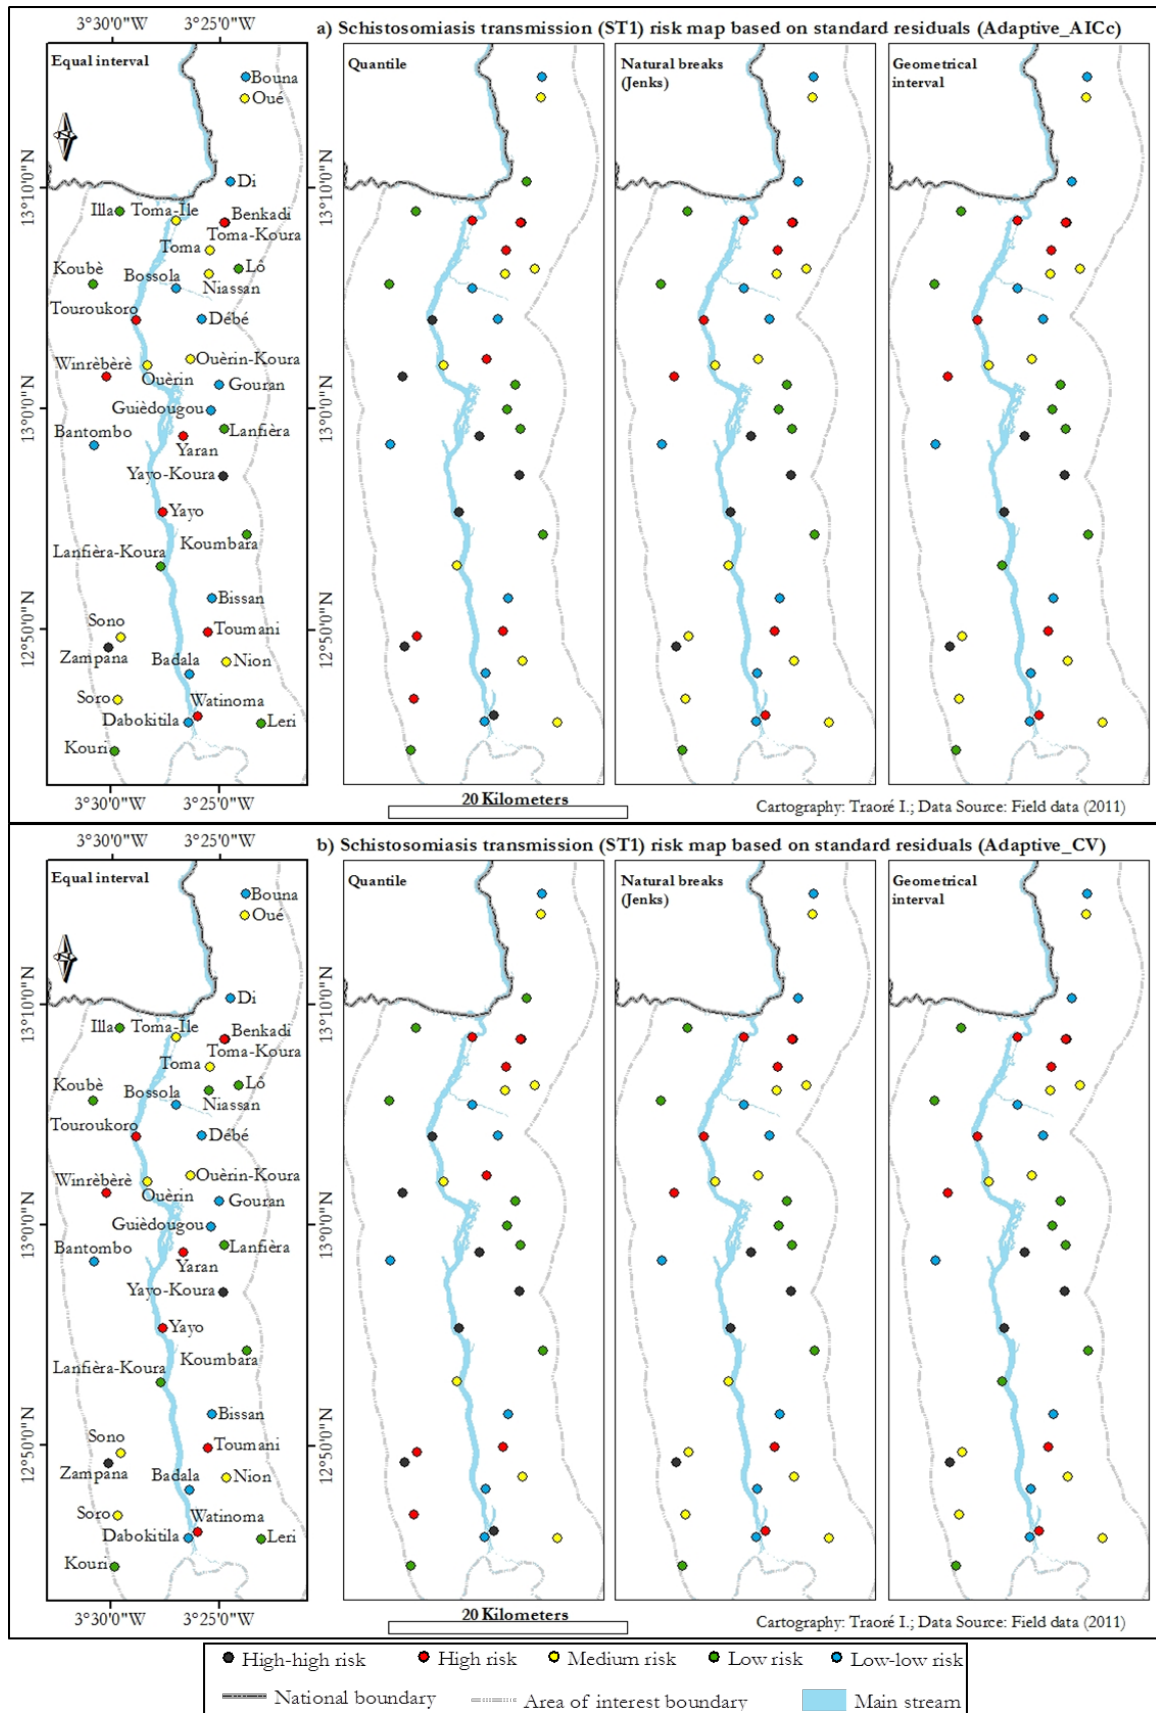 a) Schistosomiasis transmission (ST1) risk map based on standard residuals (Adaptive_AICc)
3°30'0"W 3°25'0"W
Equal interval
Quantile
Natural breaks
(Jenks)
Geometrical
interval
Bouna
Oué
N
13°10'0"N
Di
Illa Toma-Ile Benkadi
Toma-Koura
Toma
Koubè Bossola Lô
Niassan
Touroukoro Débé
Winrèbèrè Ouèrin-Koura
Ouèrin Gouran
13°0'0"N
Guièdougou
Bantombo Lanfièra
Yaran
Yayo-Koura
Yayo
Koumbara
Lanfièra-Koura
Bissan
12°50'0"N
Sono Toumani
Zampana Badala Nion
Soro Watinoma
Dabokitila Leri
Kouri
3°30'0"W 3°25'0"W
20 Kilometers
Cartography: Traoré I.; Data Source: Field data (2011)
b) Schistosomiasis transmission (ST1) risk map based on standard residuals (Adaptive_CV)
3°30'0"W 3°25'0"W
Equal interval
Quantile
Natural breaks
(Jenks)
Geometrical
interval
Bouna
Oué
N
13°10'0"N
Di
Illa Toma-Ile Benkadi
Toma-Koura
Toma
Koubè Bossola Lô
Niassan
Touroukoro Débé
Winrèbèrè Ouèrin-Koura
Ouèrin Gouran
13°0'0"N
Guièdougou
Bantombo Lanfièra
Yaran
Yayo-Koura
Yayo
Koumbara
Lanfièra-Koura
Bissan
12°50'0"N
Sono Toumani
Zampana Badala Nion
Soro Watinoma
Dabokitila Leri
Kouri
3°30'0"W 3°25'0"W
20 Kilometers
Cartography: Traoré I.; Data Source: Field data (2011)
High-high risk High risk Medium risk Low risk Low-low risk
National boundary Area of interest boundary Main stream